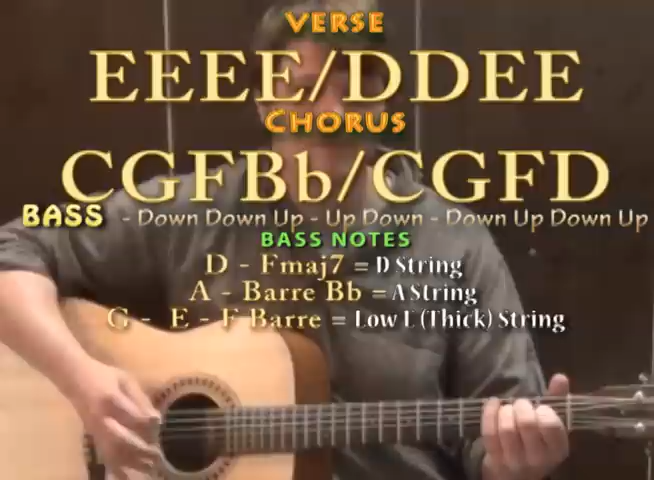 VERSE
EEEE/DDEE
CHORUS
CGFBb/CGFD
BASS - Down Down Up - Up Down - Down Up Down Up
BASS NOTES
D - Fmaj7 = D String
A - Barre Bb = A String
G - E - F Barre = Low E (Thick) String